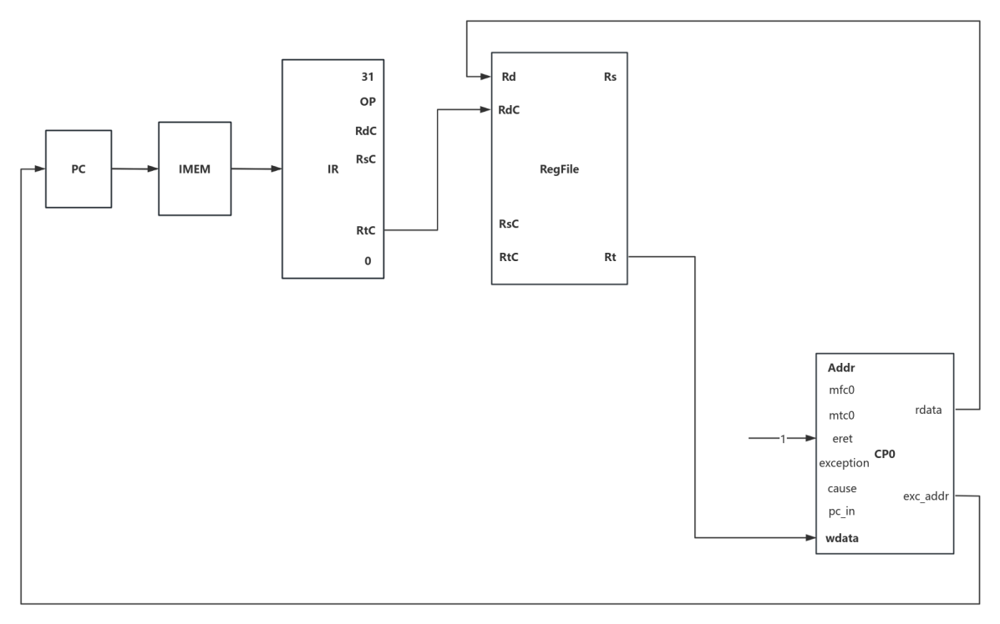 PC
IMEM
31
OP
RdC
RsC
IR
RtC
0
Rd
Rs
RdC
RegFile
RsC
RtC
Rt
Addr
mfc0
mtc0
rdata
1
eret
CP0
exception
cause
exc_addr
pc_in
wdata